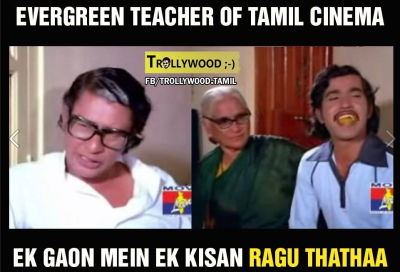 EVERGREEN TEACHER OF TAMIL CINEMA
TROLLYWOOD ;-)
FB/TROLLYWOOD.TAMIL
EK GAON MEIN EK KISAN RAGU THATHAA